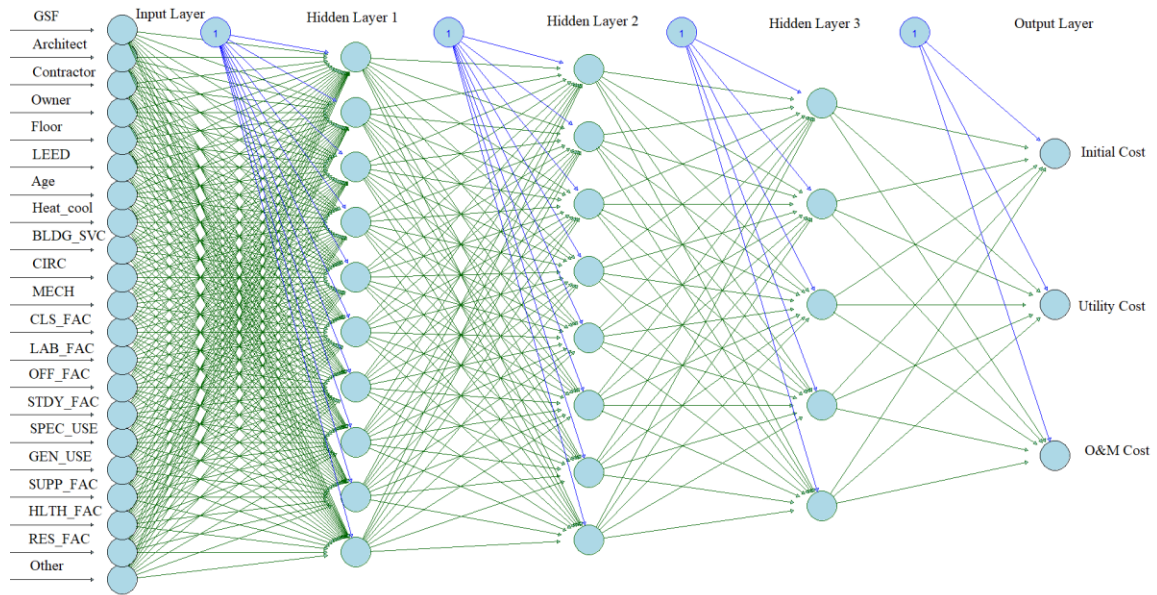 GSF
Architect
Contractor
Owner
Floor
LEED
Age
Heat_cool
BLDG_SVC
CIRC
MECH
CLS_FAC
LAB_FAC
OFF_FAC
STDY_FAC
SPEC_USE
GEN_USE
SUPP_FAC
HLTH_FAC
RES_FAC
Other
Input Layer
1
Hidden Layer 1
1
Hidden Layer 2
1
Hidden Layer 3
1
Output Layer
Initial Cost
Utility Cost
O&M Cost